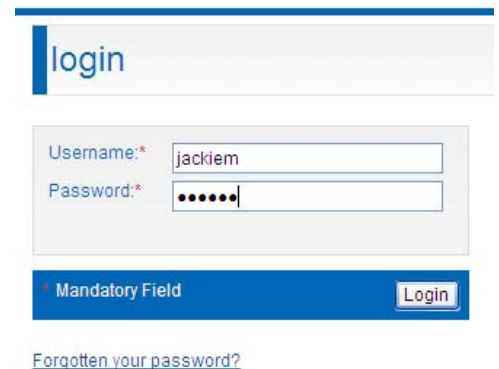 login
Username:*
jackiem
Password:*
••••••
* Mandatory Field
Login
Forgotten your password?